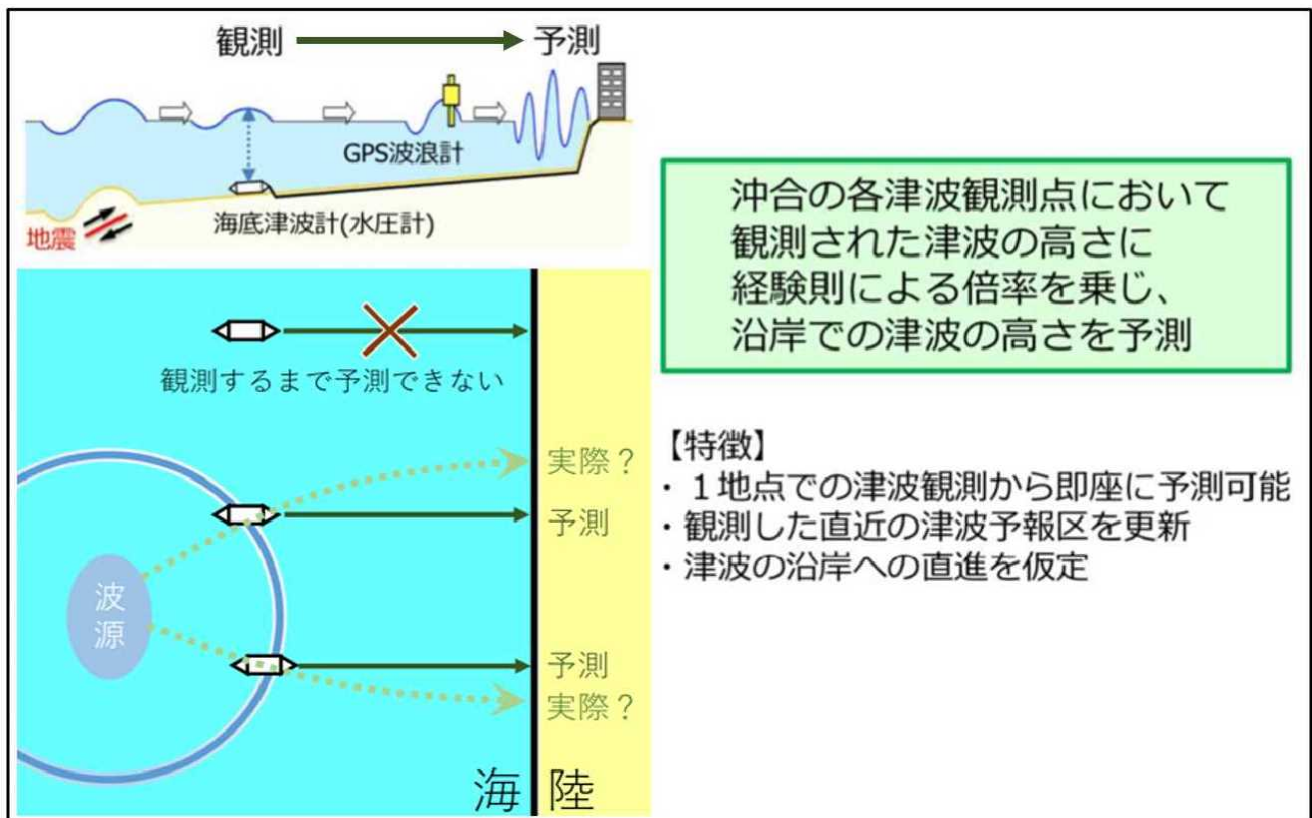 観測
予測
GPS波浪計
海底津波計(水圧計)
地震
観測するまで予測できない
実際？
予測
波
源
予測
実際？
海
陸
沖合の各津波観測点において
観測された津波の高さに
経験則による倍率を乗じ、
沿岸での津波の高さを予測
【特徴】
・１地点での津波観測から即座に予測可能
・観測した直近の津波予報区を更新
・津波の沿岸への直進を仮定